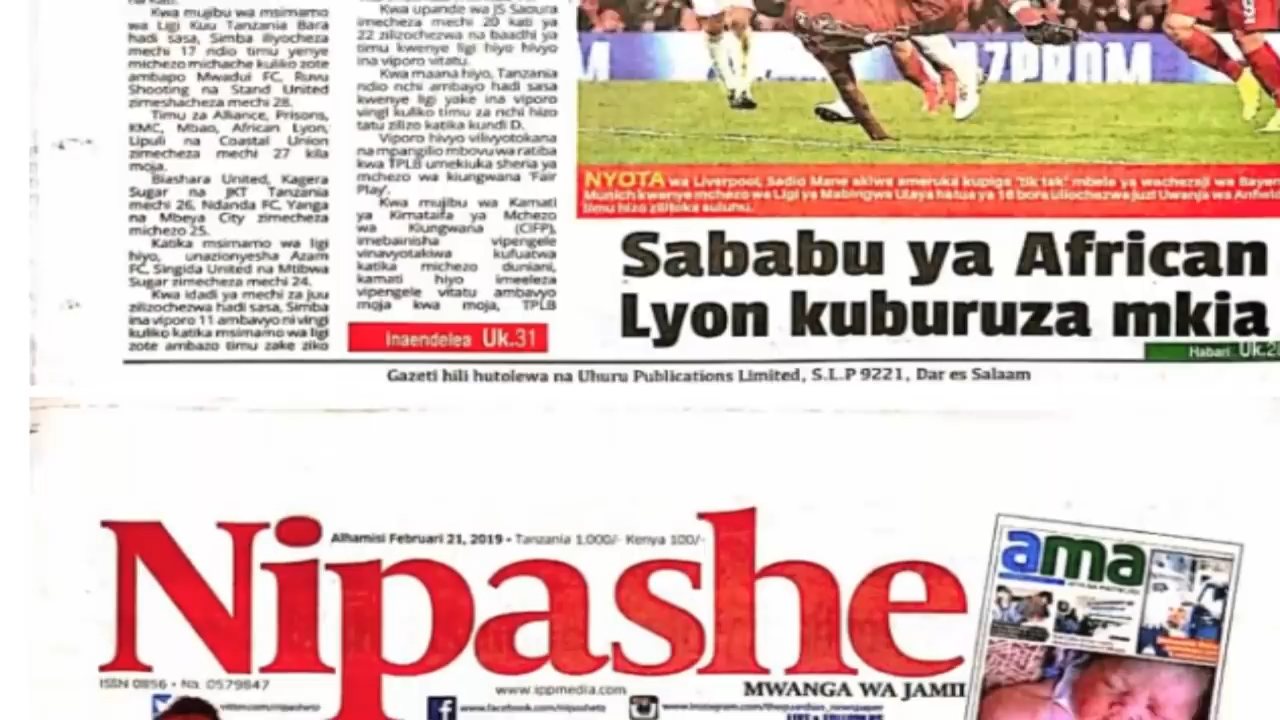 Kwa mujibu wa msimamo
wa Ligi Kuu Tanzania Bara
hadi sasa, Simba iliyocheza
mechi 17 ndio timu yenye
michezo michache kuliko zote
ambapo Mwadui FC, Ruvu
Shooting na Stand United
zimeshacheza mechi 28.
Timu za Alliance, Prisons,
KMC, Mbao, African Lyon,
Lipuli na Coastal Union
zimecheza mechi 27 kila
moja.
Biashara United, Kagera
Sugar na JKT Tanzania
mechi 26, Ndanda FC, Yanga
na Mbeya City zimecheza
michezo 25.
Katika msimamo wa ligi
hiyo, unazionyesha Azam
FC, Singida United na Mtibwa
Sugar zimecheza mechi 24.
Kwa idadi ya mechi za juu
zilizochezwa hadi sasa, Simba
ina viporo 11 ambavyo ni vingi
kuliko katika msimamo wa ligi
zote ambazo timu zake ziko
Kwa upande wa JS Saoura
imecheza mechi 20 kati ya
22 zilizochezwa na baadhi ya
timu kwenye ligi hiyo hivyo
ina viporo vitatu.
Kwa maana hiyo, Tanzania
ndio nchi ambayo hadi sasa
kwenye ligi yake ina viporo
vingi kuliko timu za nchi hizo
tatu zilizo katika kundi D.
Viporo hivyo vilivyotokana
na mpangilio mbovu wa ratiba
kwa TPLB umekiuka sheria ya
mchezo wa kiungwana 'Fair
Play'.
Kwa mujibu wa Kamati
ya Kimataifa ya Mchezo
wa Kiungwana (CIFP),
imebainisha vipengele
vinavyotakiwa kufuatwa
katika michezo duniani,
kamati hiyo imeeleza
vipengele vitatu ambavyo
moja kwa moja, TPLB
Inaendelea Uk.31
GAZPROM
NYOTA wa Liverpool, Sadio Mane akiwa ameruka kupiga 'tik tak' mbele ya wachezaji wa Bayern
Munich kwenye mchezo wa Ligi ya Mabingwa Ulaya hatua ya 16 bora uliochezwa juzi Uwanja wa Anfield
timu hizo zilitoka suluhu.
Sababu ya African
Lyon kuburuza mkia
Habari Uk.2
Gazeti hili hutolewa na Uhuru Publications Limited, S.L.P 9221, Dar es Salaam
Nipashe
Alhamisi Februari 21, 2019 • Tanzania 1,000/- Kenya 100/-
ISSN 0856 • Na. 0579847
www.ippmedia.com
MWANGA WA JAMII
www.facebook.com/nipashetz
ama